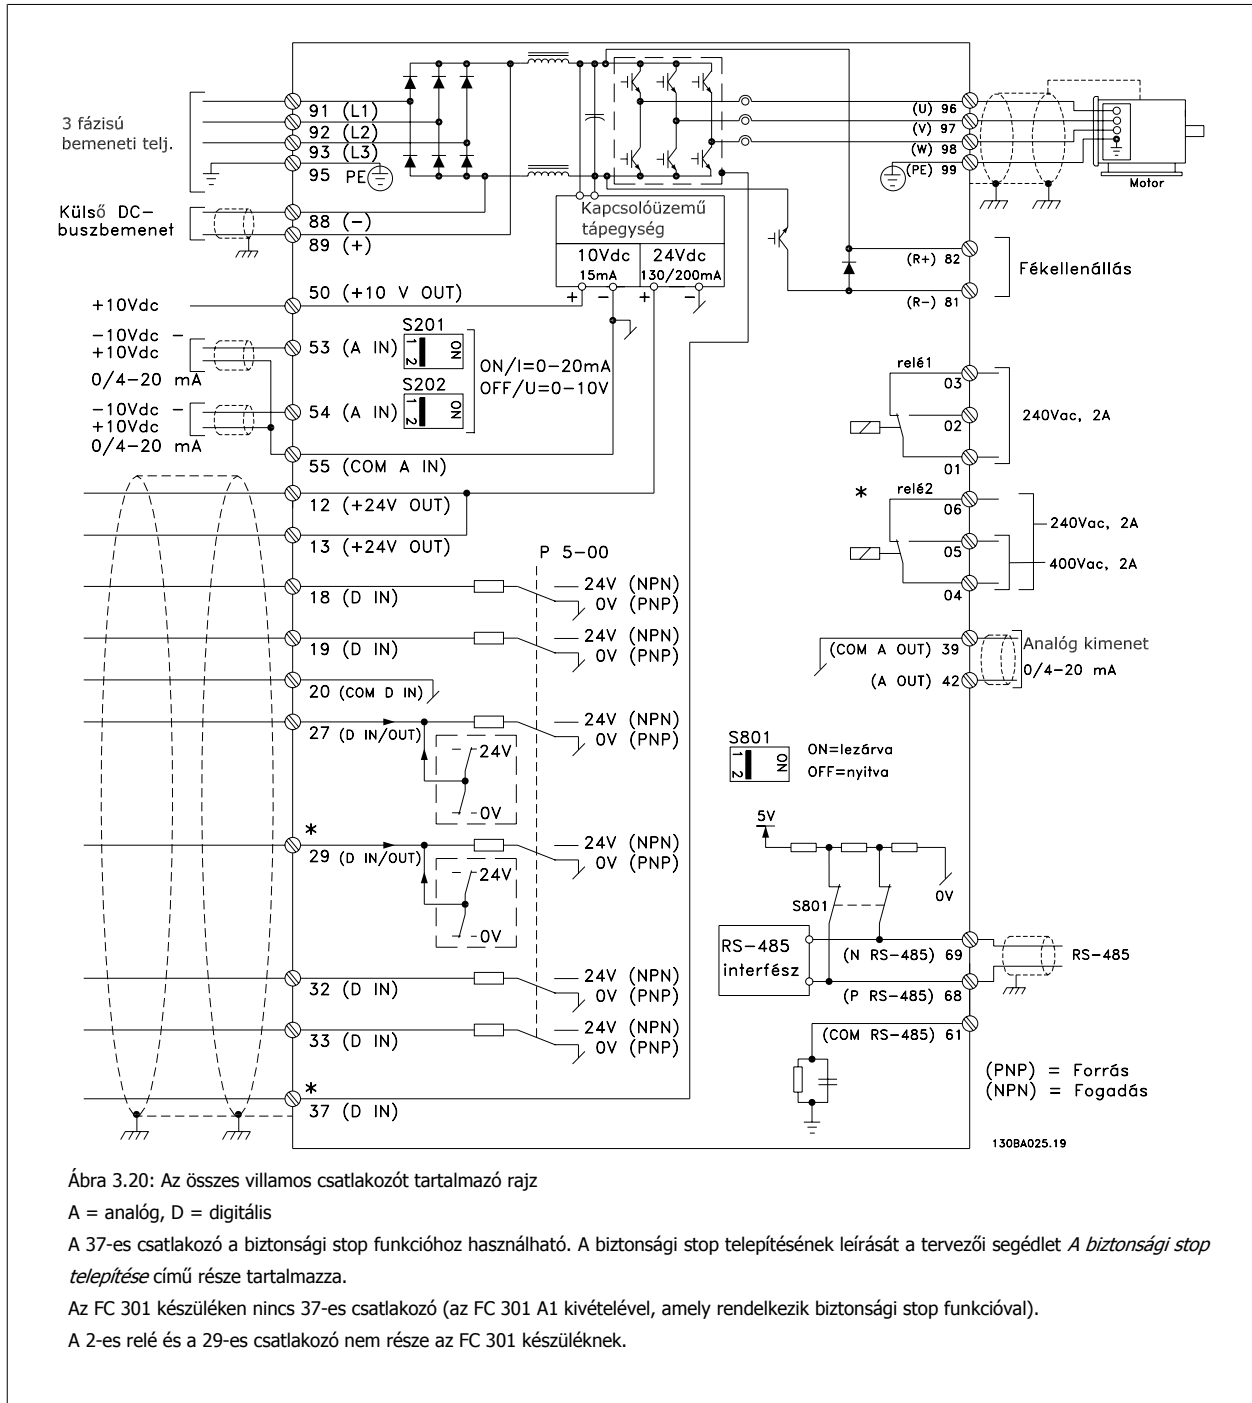 3 fázisú
bemeneti telj.
91 (L1)
92 (L2)
93 (L3)
95 PE
Külső DC-
buszbemenet
88 (-)
89 (+)
Kapcsolóüzemű
tápegység
10Vdc
15mA
24Vdc
130/200mA
+ - + -
(U) 96
(V) 97
(W) 98
(PE) 99
Motor
(R+) 82
(R-) 81
Fékellenállás
+10Vdc
50 (+10 V OUT)
-10Vdc -
+10Vdc
0/4-20 mA
53 (A IN)
S201
1 2 ON
ON/I=0-20mA
OFF/U=0-10V
S202
1 2 ON
-10Vdc -
+10Vdc
0/4-20 mA
54 (A IN)
55 (COM A IN)
12 (+24V OUT)
13 (+24V OUT)
P 5-00
18 (D IN)
24V (NPN)
0V (PNP)
19 (D IN)
24V (NPN)
0V (PNP)
20 (COM D IN)
27 (D IN/OUT)
24V (NPN)
0V (PNP)
24V
0V
*
29 (D IN/OUT)
24V (NPN)
0V (PNP)
24V
0V
32 (D IN)
24V (NPN)
0V (PNP)
33 (D IN)
24V (NPN)
0V (PNP)
*
37 (D IN)
relé1
03
02
01
240Vac, 2A
*
relé2
06
05
04
240Vac, 2A
400Vac, 2A
(COM A OUT) 39
(A OUT) 42
Analóg kimenet
0/4-20 mA
S801
1 2 ON
ON=lezárva
OFF=nyitva
5V
0V
S801
RS-485
interfész
(N RS-485) 69
(P RS-485) 68
RS-485
(COM RS-485) 61
(PNP) = Forrás
(NPN) = Fogadás
130BA025.19
Ábra 3.20: Az összes villamos csatlakozót tartalmazó rajz
A = analóg, D = digitális
A 37-es csatlakozó a biztonsági stop funkcióhoz használható. A biztonsági stop telepítésének leírását a tervezői segédlet A biztonsági stop
telepítése című része tartalmazza.
Az FC 301 készüléken nincs 37-es csatlakozó (az FC 301 A1 kivételével, amely rendelkezik biztonsági stop funkcióval).
A 2-es relé és a 29-es csatlakozó nem része az FC 301 készüléknek.